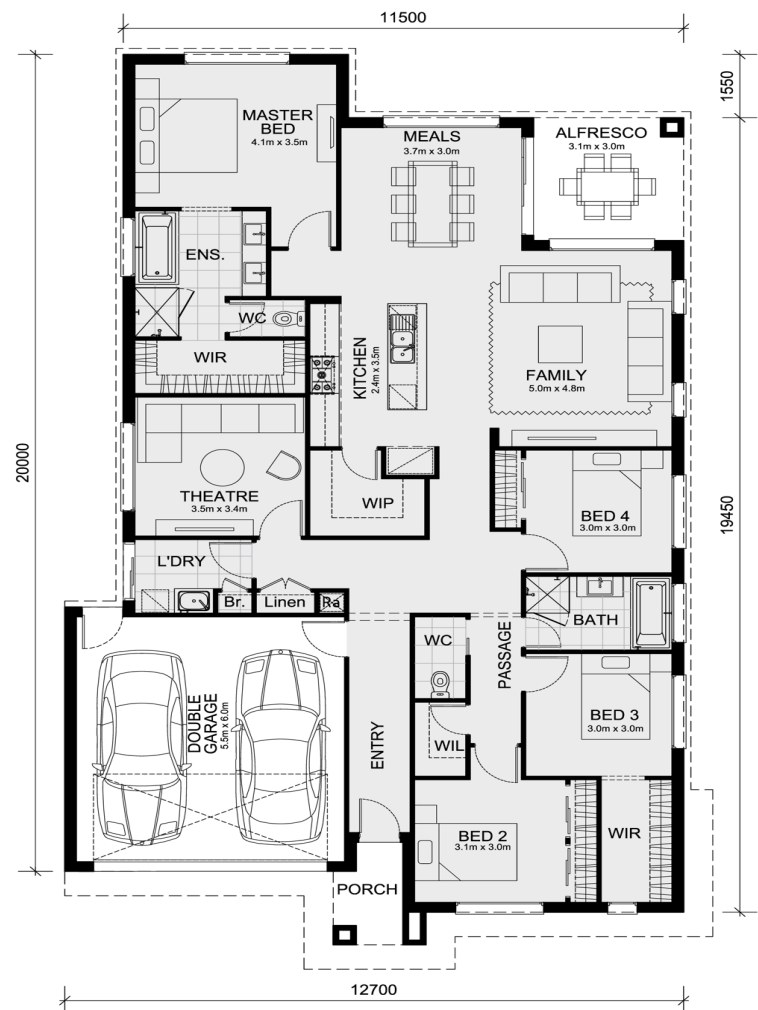 11500
1550
MASTER
BED
4.1m x 3.5m
MEALS
3.7m x 3.0m
ALFRESCO
3.1m x 3.0m
ENS.
WC
WIR
KITCHEN
2.4m x 3.5m
FAMILY
5.0m x 4.8m
20000
THEATRE
3.5m x 3.4m
WIP
BED 4
3.0m x 3.0m
19450
L'DRY
Br.
Linen
Ra
WC
PASSAGE
BATH
DOUBLE
GARAGE
5.5m x 6.0m
ENTRY
WIL
BED 3
3.0m x 3.0m
BED 2
3.1m x 3.0m
WIR
PORCH
12700